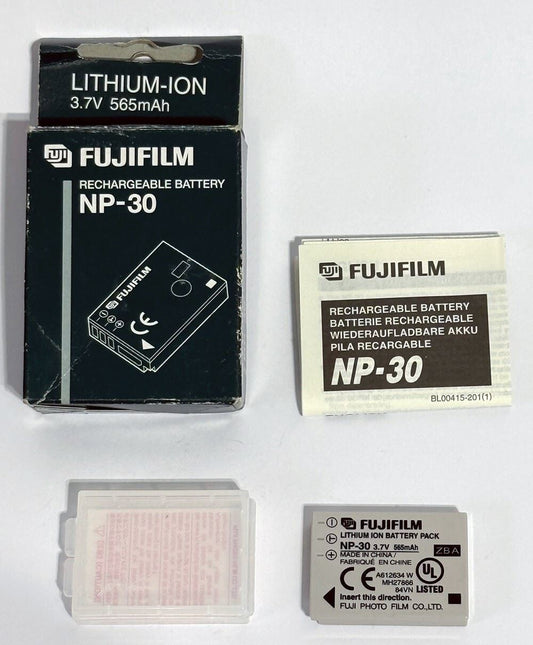 LITHIUM-ION
3.7V 565mAh
FUJI FUJIFILM
RECHARGEABLE BATTERY
NP-30
FUJIFILM
CE
FUJI FUJIFILM
RECHARGEABLE BATTERY
BATTERIE RECHARGEABLE
WIEDERAUFLADBARE AKKU
PILA RECARGABLE
NP-30
BL00415-201(1)
FUJIFILM
LITHIUM ION BATTERY PACK
NP-30 3.7V 565mAh
ZBA
MADE IN CHINA/
FABRIQUÉ EN CHINE
CE
A612634 W
MH27866
84VN
UL
LISTED
Insert this direction.
FUJI PHOTO FILM CO.,LTD.